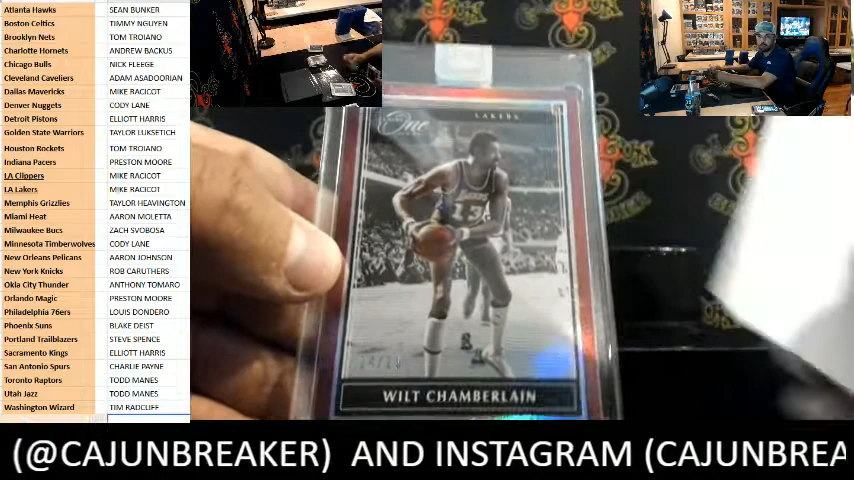 Atlanta Hawks SEAN BUNKER
Boston Celtics TIMMY NGUYEN
Brooklyn Nets TOM TROIANO
Charlotte Hornets ANDREW BACKUS
Chicago Bulls NICK FLEEGE
Cleveland Cavaliers ADAM ASADOORIAN
Dallas Mavericks MIKE RACICOT
Denver Nuggets CODY LANE
Detroit Pistons ELLIOTT HARRIS
Golden State Warriors TAYLOR LUKSETICH
Houston Rockets TOM TROIANO
Indiana Pacers PRESTON MOORE
LA Clippers MIKE RACICOT
LA Lakers MIKE RACICOT
Memphis Grizzlies TAYLOR HEAVINGTON
Miami Heat AARON MOLETTA
Milwaukee Bucs ZACH SVOBOSA
Minnesota Timberwolves CODY LANE
New Orleans Pelicans AARON JOHNSON
New York Knicks ROB CARUTHERS
Okla City Thunder ANTHONY TOMARO
Orlando Magic PRESTON MOORE
Philadelphia 76ers LOUIS DONDERO
Phoenix Suns BLAKE DEIST
Portland Trailblazers STEVE SPENCE
Sacramento Kings ELLIOTT HARRIS
San Antonio Spurs CHARLIE PAYNE
Toronto Raptors TODD MANES
Utah Jazz TODD MANES
Washington Wizard TIM RADCLIFF
One LAKERS
13
WILT CHAMBERLAIN
(@CAJUNBREAKER) AND INSTAGRAM (CAJUNBREA